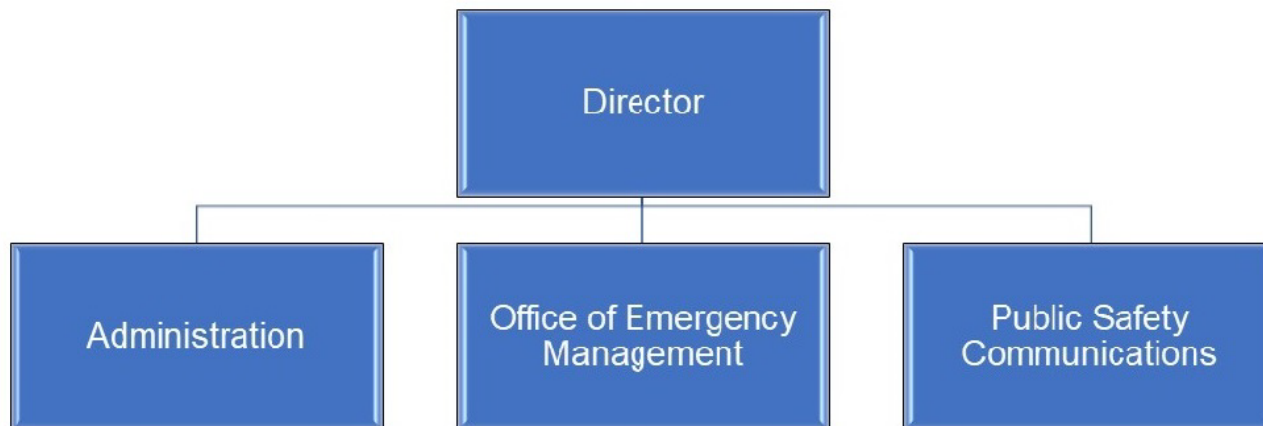 Director
Administration
Office of Emergency
Management
Public Safety
Communications